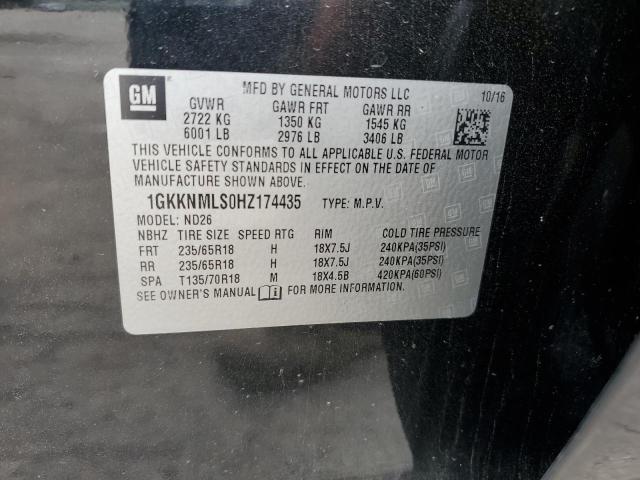 GM
MFD BY GENERAL MOTORS LLC 10/16
GVWR GAWR FRT GAWR RR
2722 KG 1350 KG 1545 KG
6001 LB 2976 LB 3406 LB
THIS VEHICLE CONFORMS TO ALL APPLICABLE U.S. FEDERAL MOTOR
VEHICLE SAFETY STANDARDS IN EFFECT ON THE DATE OF
MANUFACTURE SHOWN ABOVE.
1GKKNMLS0HZ174435 TYPE: M.P.V.
MODEL: ND26
NBHZ TIRE SIZE SPEED RTG RIM COLD TIRE PRESSURE
FRT 235/65R18 H 18X7.5J 240KPA(35PSI)
RR 235/65R18 H 18X7.5J 240KPA(35PSI)
SPA T135/70R18 M 18X4.5B 420KPA(60PSI)
SEE OWNER'S MANUAL FOR MORE INFORMATION.